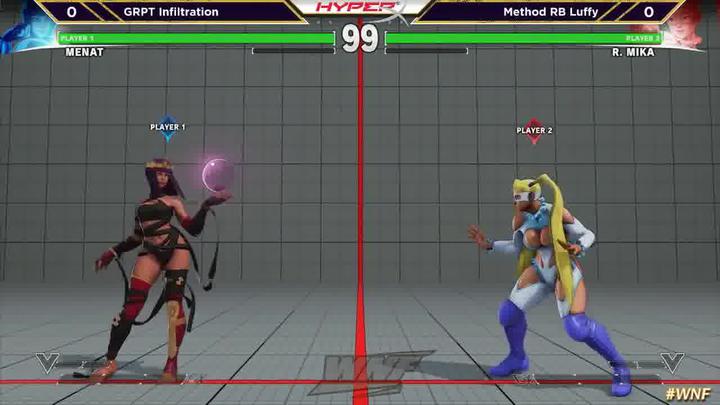 0 GRPT Infiltration HYPER Method RB Luffy 0
PLAYER 1 99 PLAYER 2
MENAT R. MIKA
PLAYER 1 PLAYER 2
WNF
#WNF